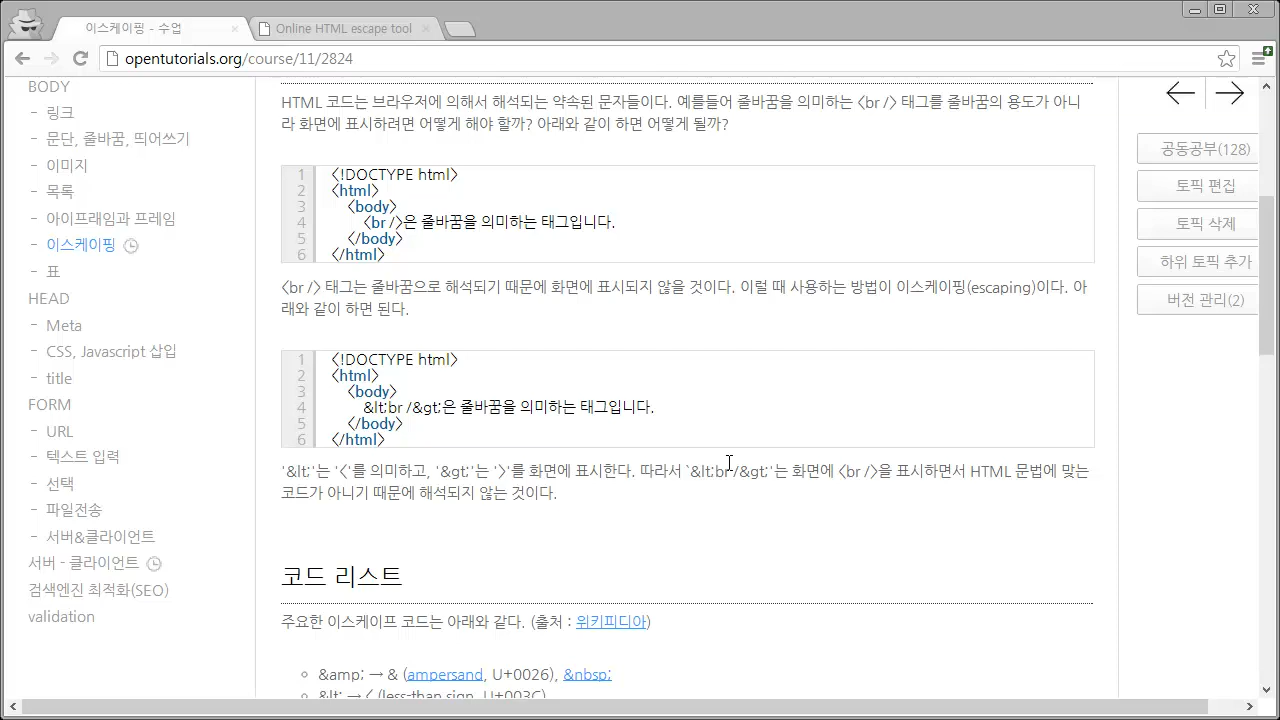 이스케이핑 - 수업
Online HTML escape tool
opentutorials.org/course/11/2824
BODY
- 링크
- 문단, 줄바꿈, 띄어쓰기
- 이미지
- 목록
- 아이프레임과 프레임
- 이스케이핑
- 표
HEAD
- Meta
- CSS, Javascript 삽입
- title
FORM
- URL
- 텍스트 입력
- 선택
- 파일전송
- 서버&클라이언트
서버 - 클라이언트
검색엔진 최적화(SEO)
validation
HTML 코드는 브라우저에 의해서 해석되는 약속된 문자들이다. 예를들어 줄바꿈을 의미하는 <br /> 태그를 줄바꿈의 용도가 아니
라 화면에 표시하려면 어떻게 해야 할까? 아래와 같이 하면 어떻게 될까?
1 <!DOCTYPE html>
2 <html>
3 <body>
4 <br />은 줄바꿈을 의미하는 태그입니다.
5 </body>
6 </html>
<br /> 태그는 줄바꿈으로 해석되기 때문에 화면에 표시되지 않을 것이다. 이럴 때 사용하는 방법이 이스케이핑(escaping)이다. 아
래와 같이 하면 된다.
1 <!DOCTYPE html>
2 <html>
3 <body>
4 &lt;br /&gt;은 줄바꿈을 의미하는 태그입니다.
5 </body>
6 </html>
'&lt;'는 '<'를 의미하고, '&gt;'는 '>'를 화면에 표시한다. 따라서 `&lt;br /&gt;'는 화면에 <br />을 표시하면서 HTML 문법에 맞는
코드가 아니기 때문에 해석되지 않는 것이다.
코드 리스트
주요한 이스케이프 코드는 아래와 같다. (출처 : 위키피디아)
&amp; → & (ampersand, U+0026), &nbsp;
&lt; → < (less-than sign, U+003C)
공동공부(128)
토픽 편집
토픽 삭제
하위 토픽 추가
버전 관리(2)